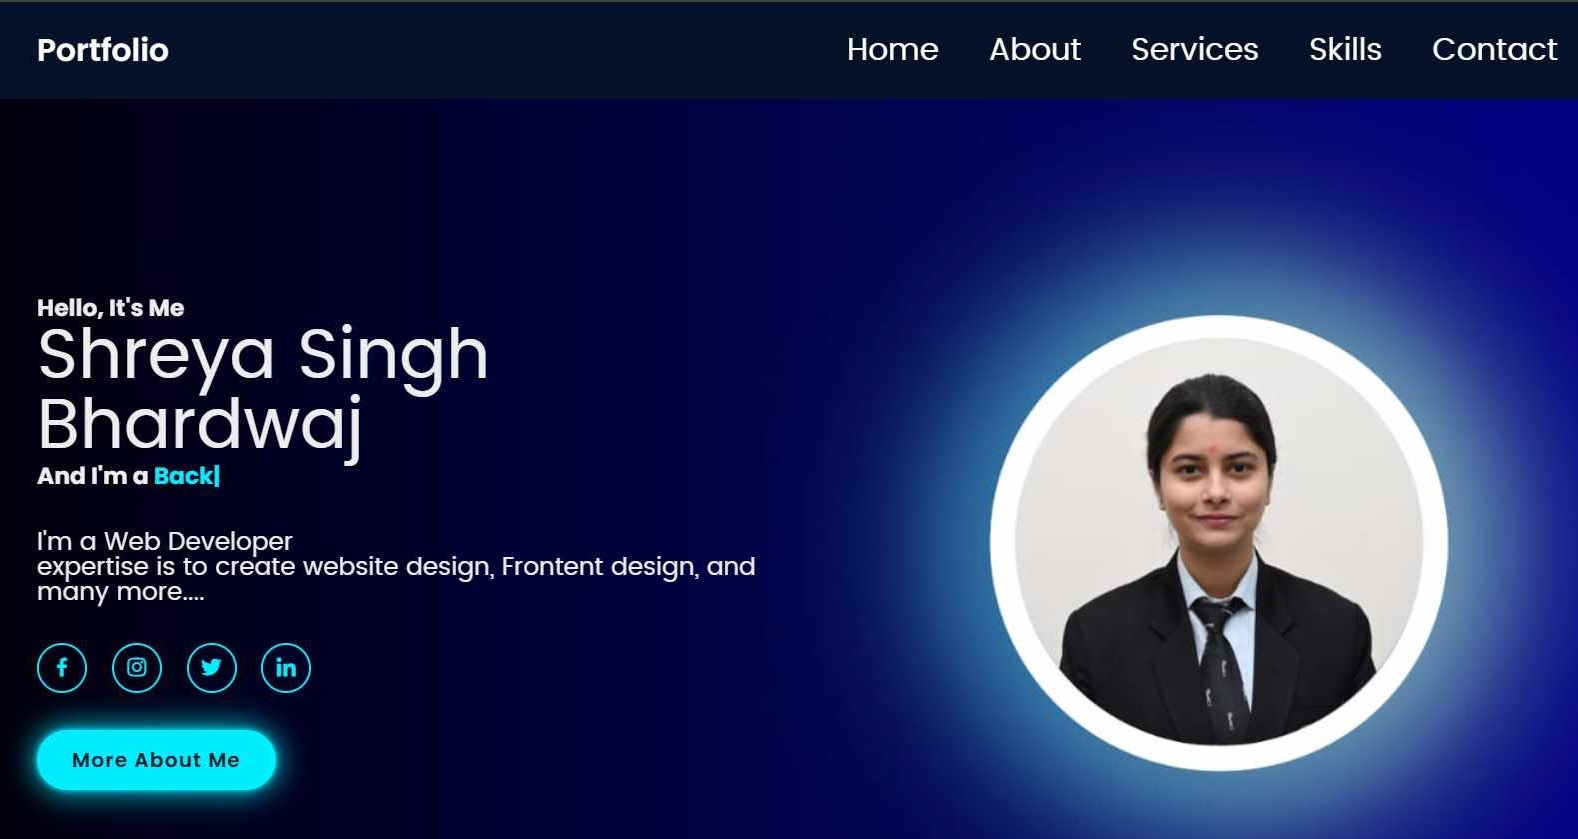 Portfolio
Home About Services Skills Contact
Hello, It's Me
Shreya Singh
Bhardwaj
And I'm a Back|
I'm a Web Developer
expertise is to create website design, Frontent design, and
many more....
More About Me